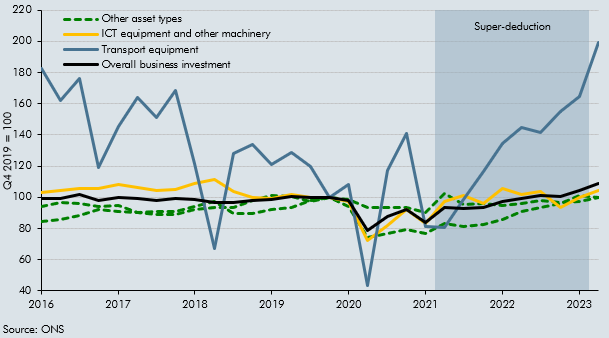 220
200
180
160
140
120
100
80
60
40
Q4 2019 = 100
Other asset types
ICT equipment and other machinery
Transport equipment
Overall business investment
Super-deduction
2016 2017 2018 2019 2020 2021 2022 2023
Source: ONS